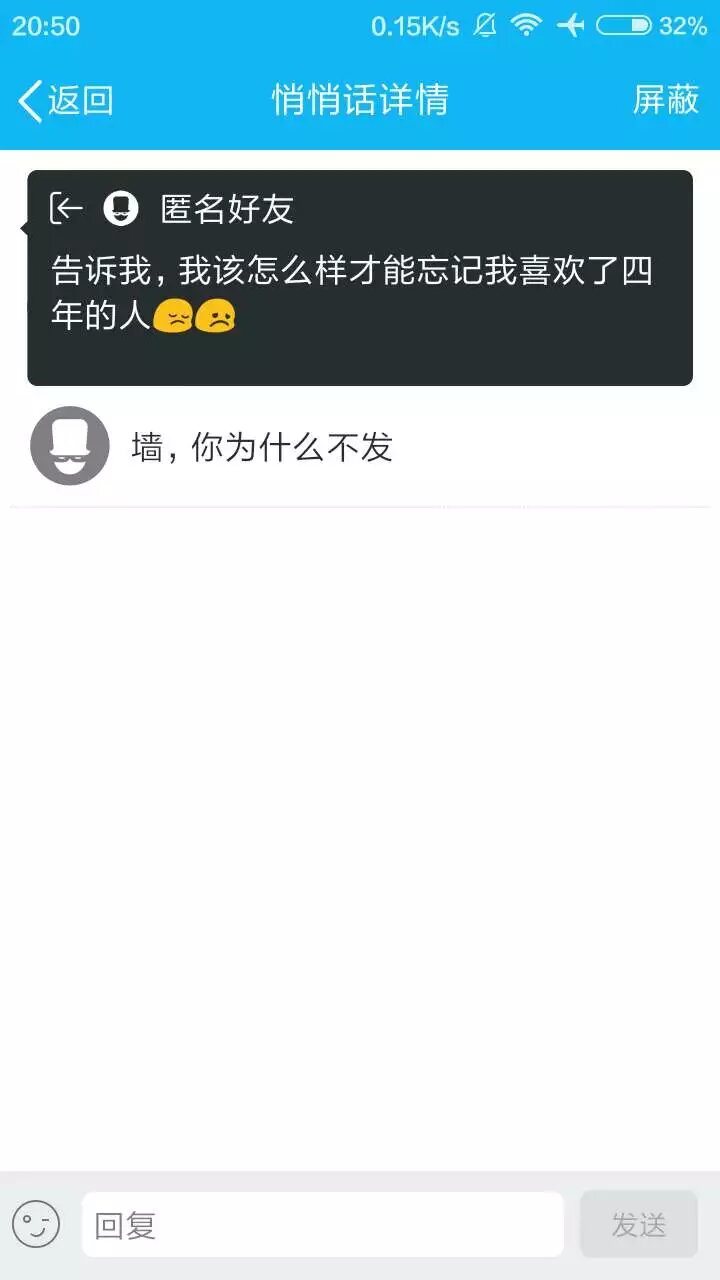 20:50 0.15K/s 32%
返回 悄悄话详情 屏蔽
匿名好友
告诉我，我该怎么样才能忘记我喜欢了四
年的人😔😞
墙，你为什么不发
回复 发送